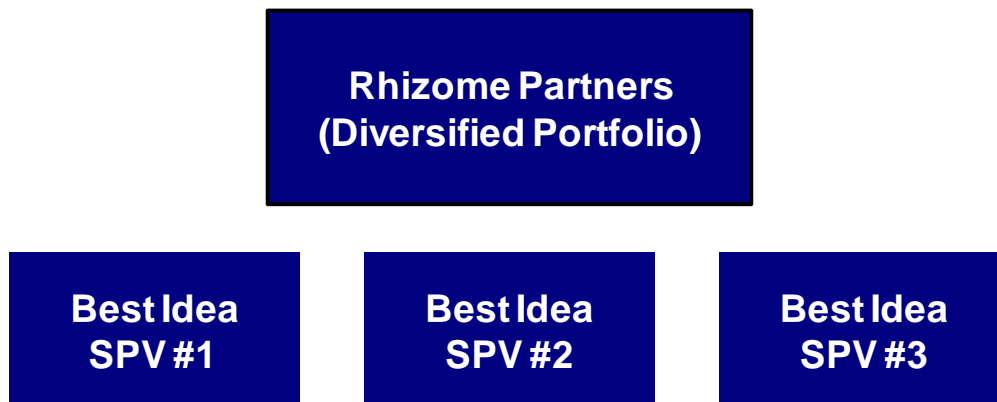 Rhizome Partners
(Diversified Portfolio)
Best Idea
SPV #1
Best Idea
SPV #2
Best Idea
SPV #3